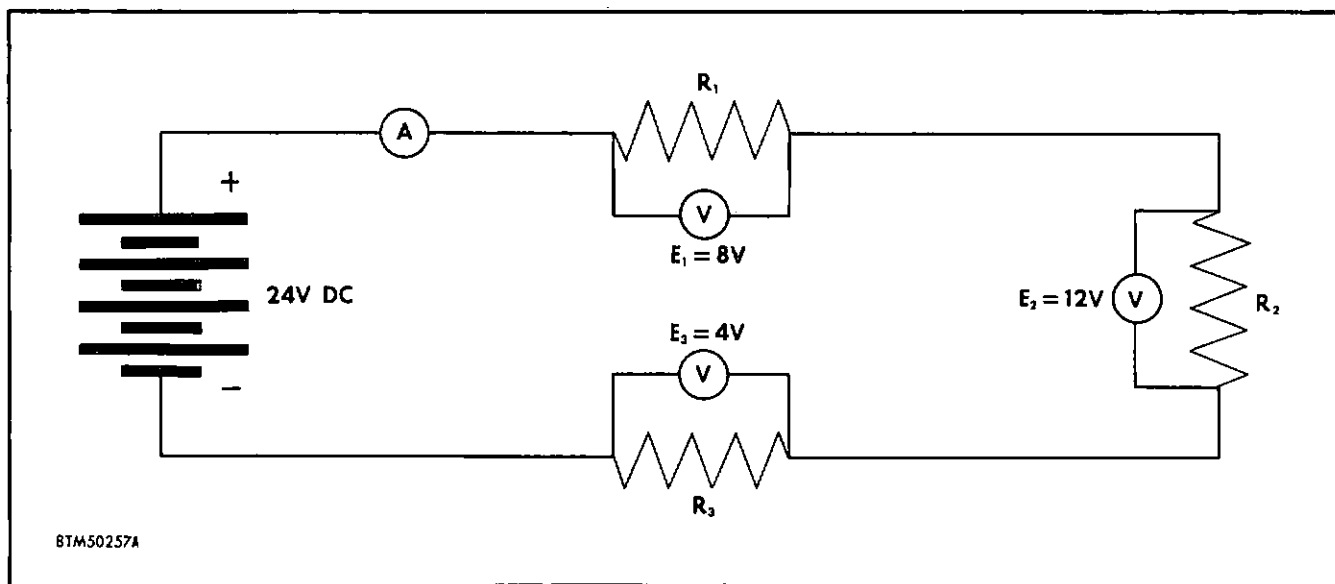 R₁
A
+
V
E₁ = 8V
24V DC
E₂ = 12V
V
R₂
E₃ = 4V
V
−
R₃
BTM50257A